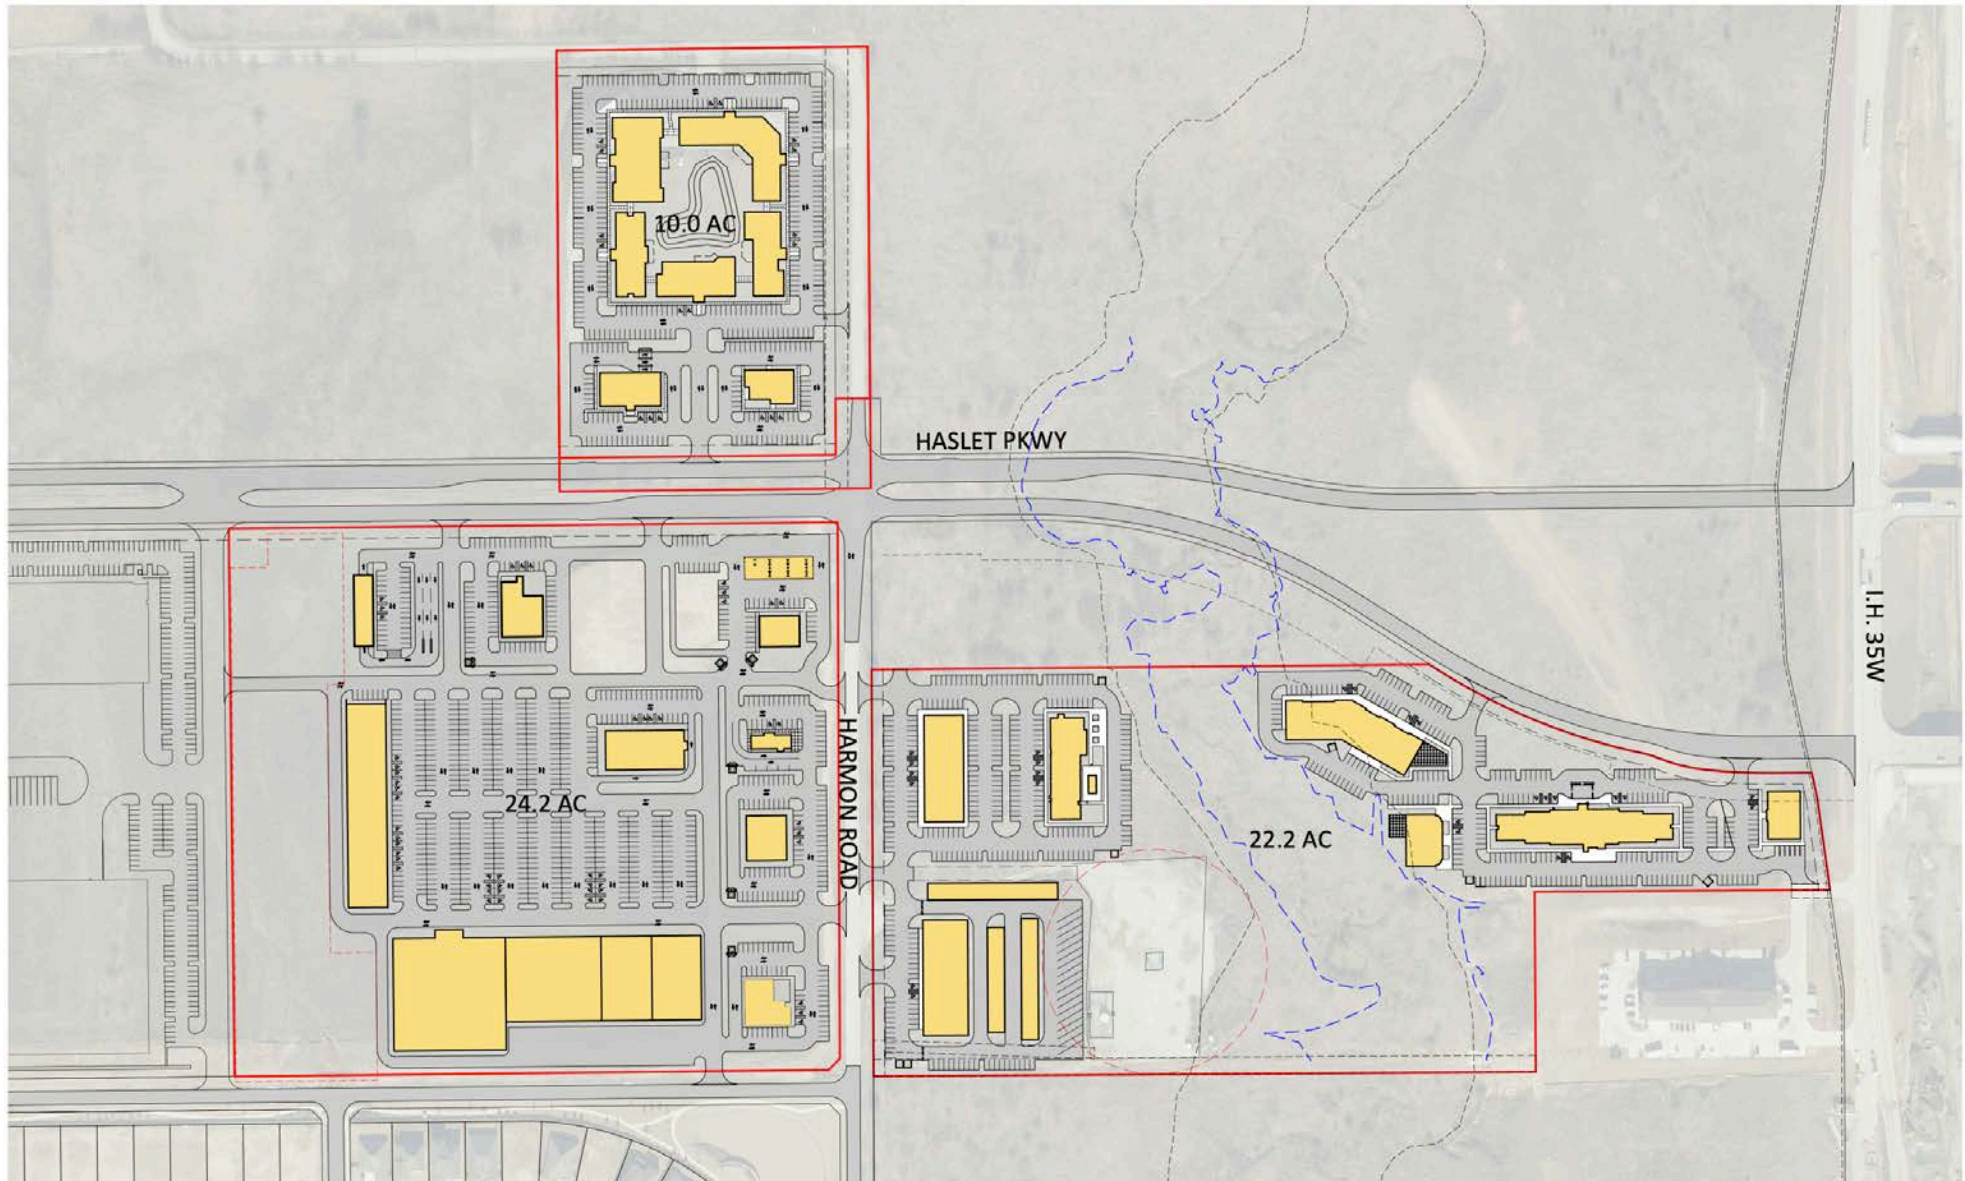 10.0 AC
HASLET PKWY
I.H. 35W
HARMON ROAD
24.2 AC
22.2 AC